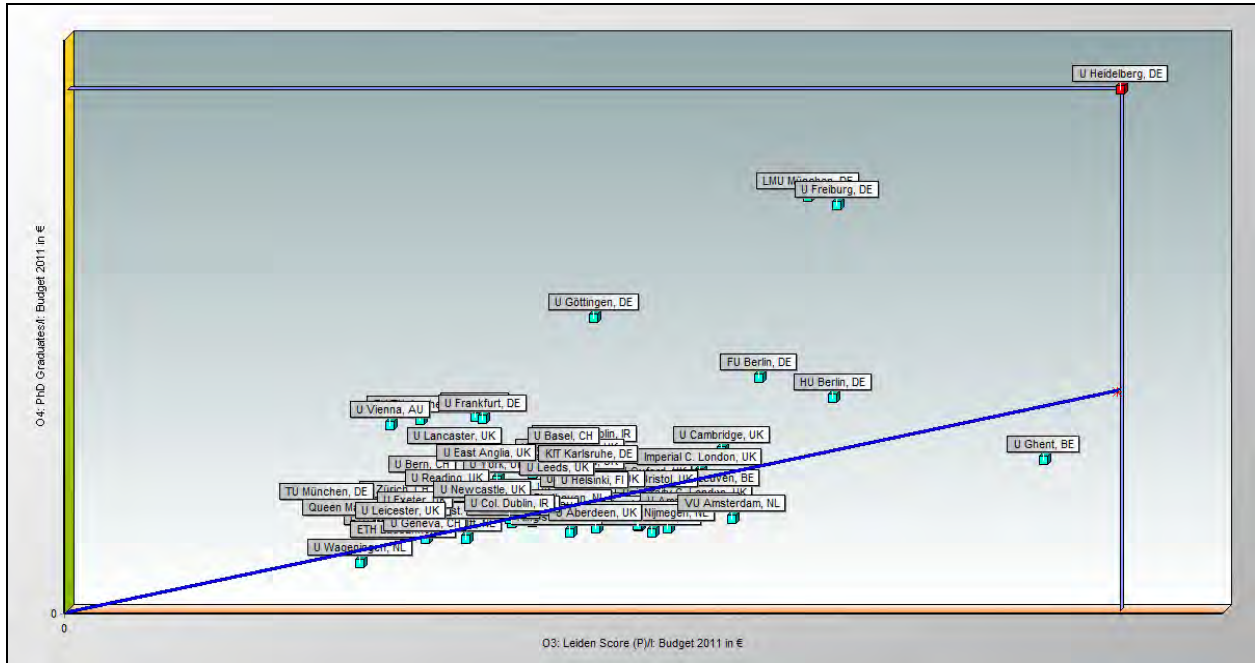 U Heidelberg, DE
LMU München, DE
U Freiburg, DE
U Göttingen, DE
FU Berlin, DE
HU Berlin, DE
U Frankfurt, DE
U Vienna, AU
U Lancaster, UK
U Basel, CH
U Cambridge, UK
U Ghent, BE
U East Anglia, UK
KIT Karlsruhe, DE
Imperial C. London, UK
U Bern, CH
U York, UK
U Leeds, UK
U Reading, UK
U Helsinki, FI
TU München, DE
U Newcastle, UK
U Exeter,
U Col. Dublin, IR
VU Amsterdam, NL
Queen
U Leicester, UK
U Aberdeen, UK
Nijmegen, NL
U Geneva, CH
ETH
U Wageningen, NL
O4: PhD Graduates/I: Budget 2011 in €
0
0
O3: Leiden Score (P)/I: Budget 2011 in €